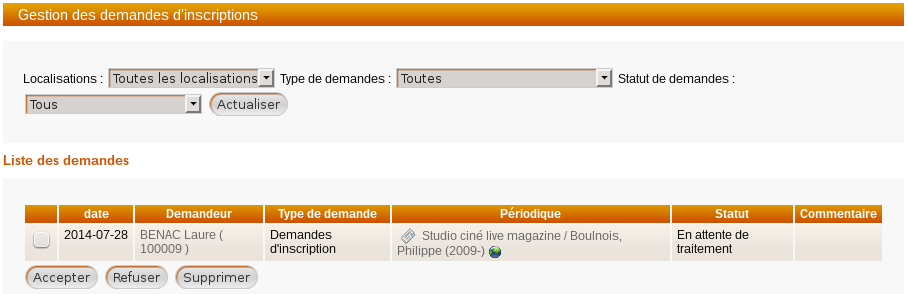 Gestion des demandes d'inscriptions
Localisations : Toutes les localisations Type de demandes : Toutes Statut de demandes :
Tous Actualiser
Liste des demandes
date Demandeur Type de demande Périodique Statut Commentaire
2014-07-28 BENAC Laure ( Demandes Studio ciné live magazine / Boulnois, En attente de
100009 ) d'inscription Philippe (2009-) traitement
Accepter Refuser Supprimer